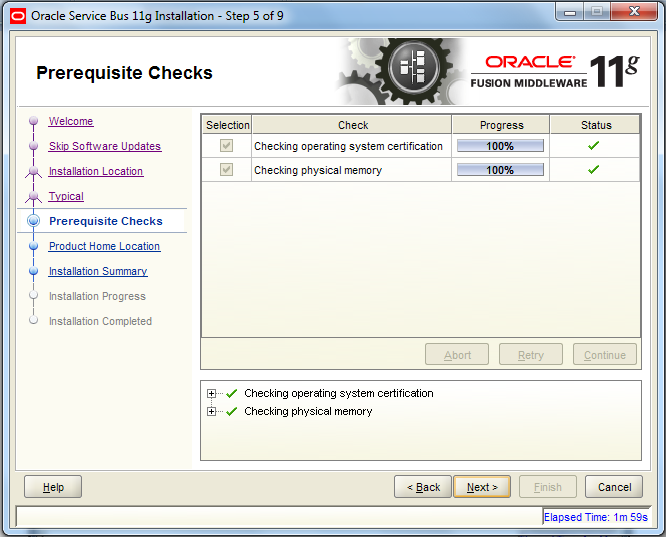 Oracle Service Bus 11g Installation - Step 5 of 9
Prerequisite Checks
ORACLE
FUSION MIDDLEWARE 11g
Welcome
Skip Software Updates
Installation Location
Typical
Prerequisite Checks
Product Home Location
Installation Summary
Installation Progress
Installation Completed
Selection Check Progress Status
Checking operating system certification 100%
Checking physical memory 100%
Abort Retry Continue
Checking operating system certification
Checking physical memory
Help < Back Next > Finish Cancel
Elapsed Time: 1m 59s